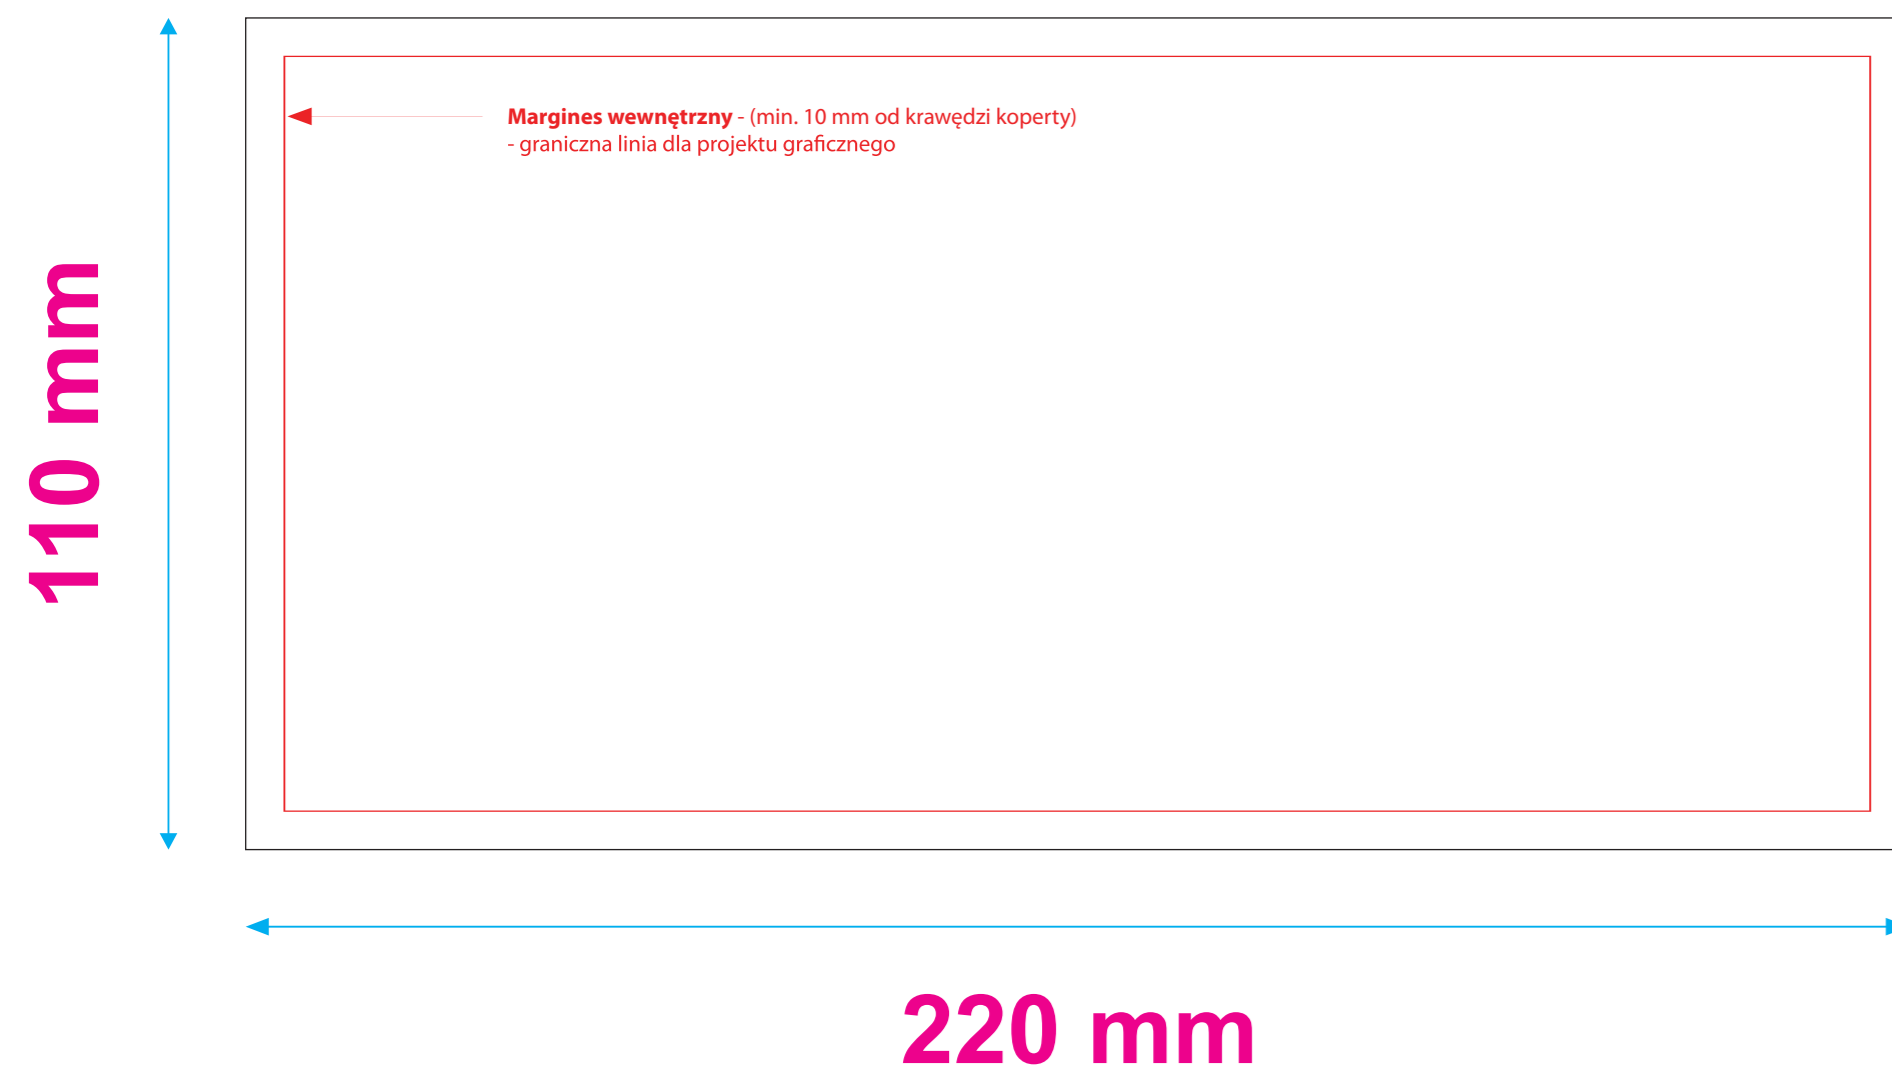 Margines wewnętrzny - (min. 10 mm od krawędzi koperty)
- graniczna linia dla projektu graficznego
110 mm
220 mm